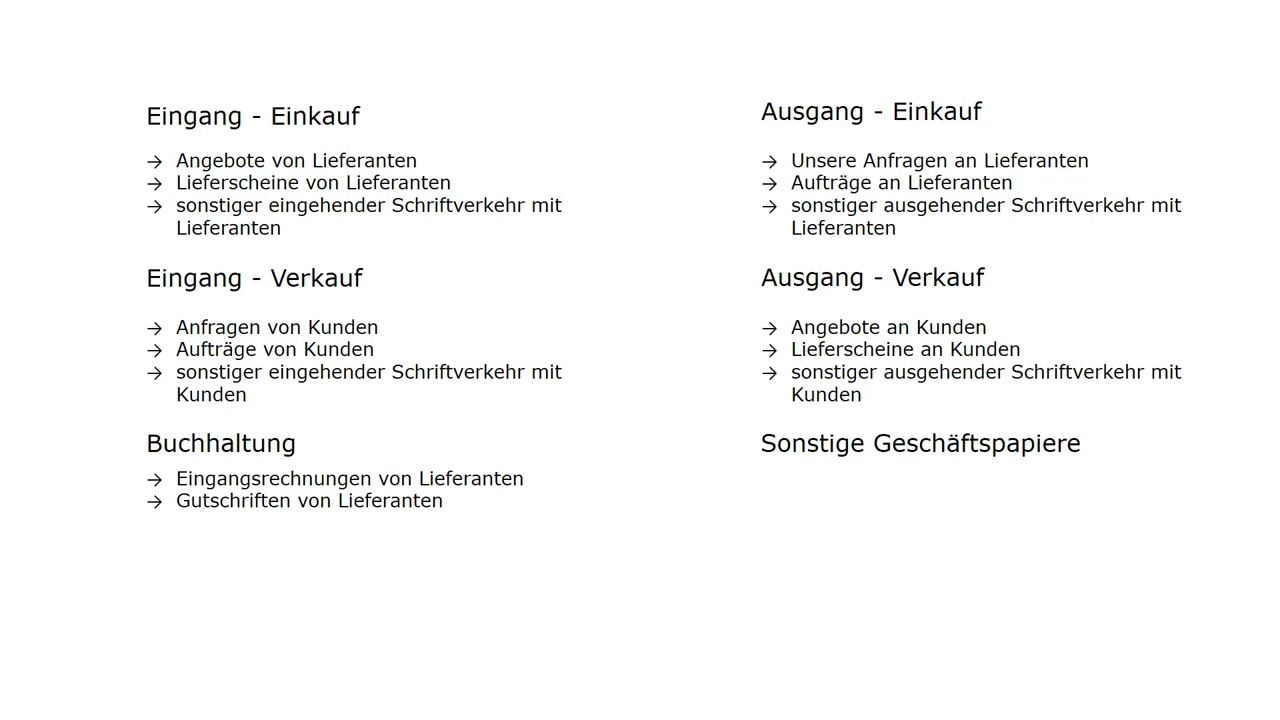 Eingang - Einkauf
→ Angebote von Lieferanten
→ Lieferscheine von Lieferanten
→ sonstiger eingehender Schriftverkehr mit
Lieferanten
Eingang - Verkauf
→ Anfragen von Kunden
→ Aufträge von Kunden
→ sonstiger eingehender Schriftverkehr mit
Kunden
Buchhaltung
→ Eingangsrechnungen von Lieferanten
→ Gutschriften von Lieferanten
Ausgang - Einkauf
→ Unsere Anfragen an Lieferanten
→ Aufträge an Lieferanten
→ sonstiger ausgehender Schriftverkehr mit
Lieferanten
Ausgang - Verkauf
→ Angebote an Kunden
→ Lieferscheine an Kunden
→ sonstiger ausgehender Schriftverkehr mit
Kunden
Sonstige Geschäftspapiere